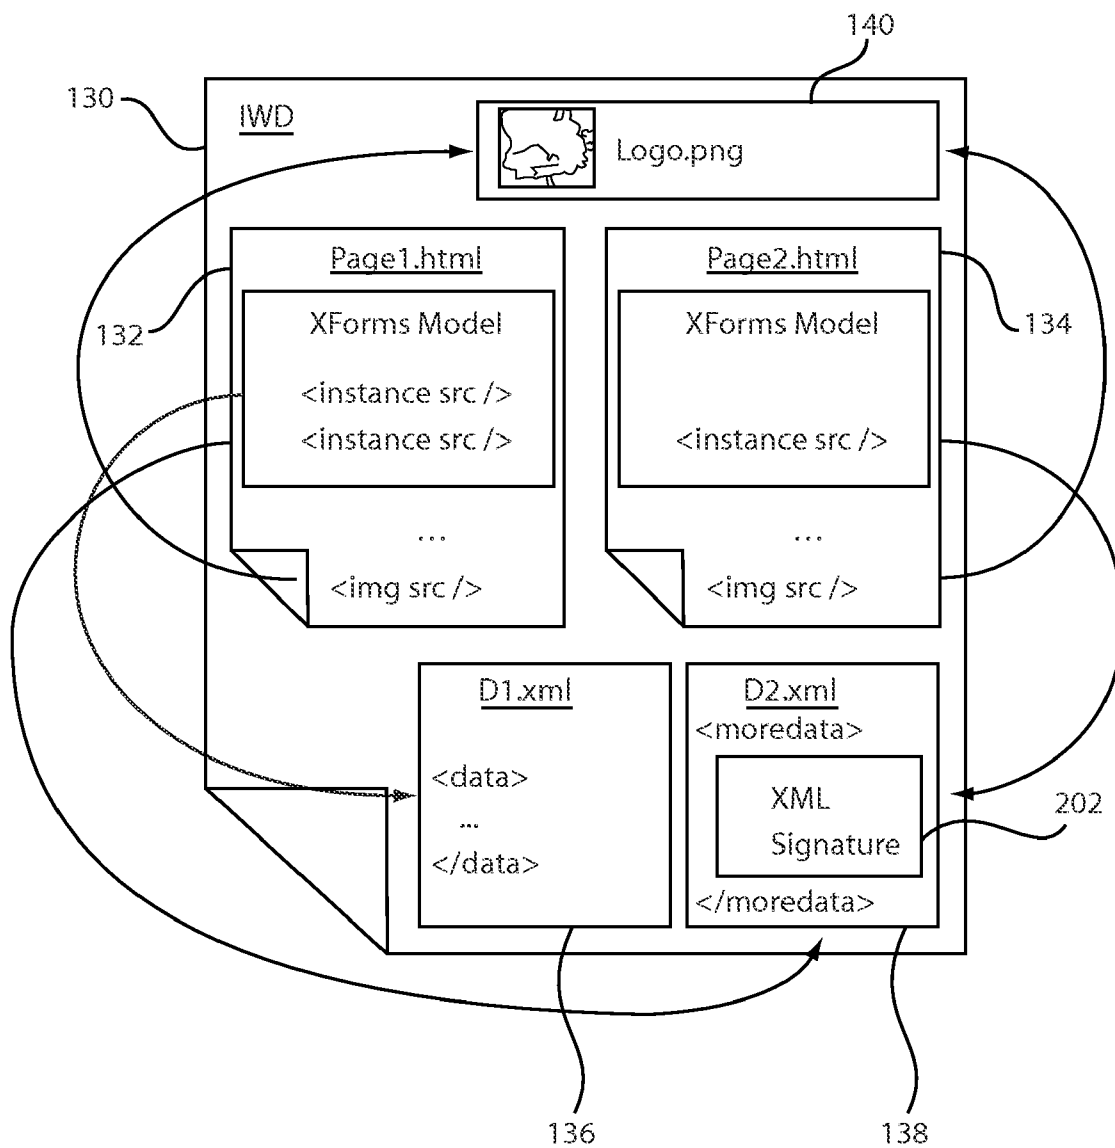 140
130
IWD
Logo.png
Page1.html
Page2.html
132
XForms Model
XForms Model
134
<instance src />
<instance src />
<instance src />
...
...
<img src />
<img src />
D1.xml
D2.xml
<moredata>
<data>
XML
202
...
Signature
</data>
</moredata>
136
138